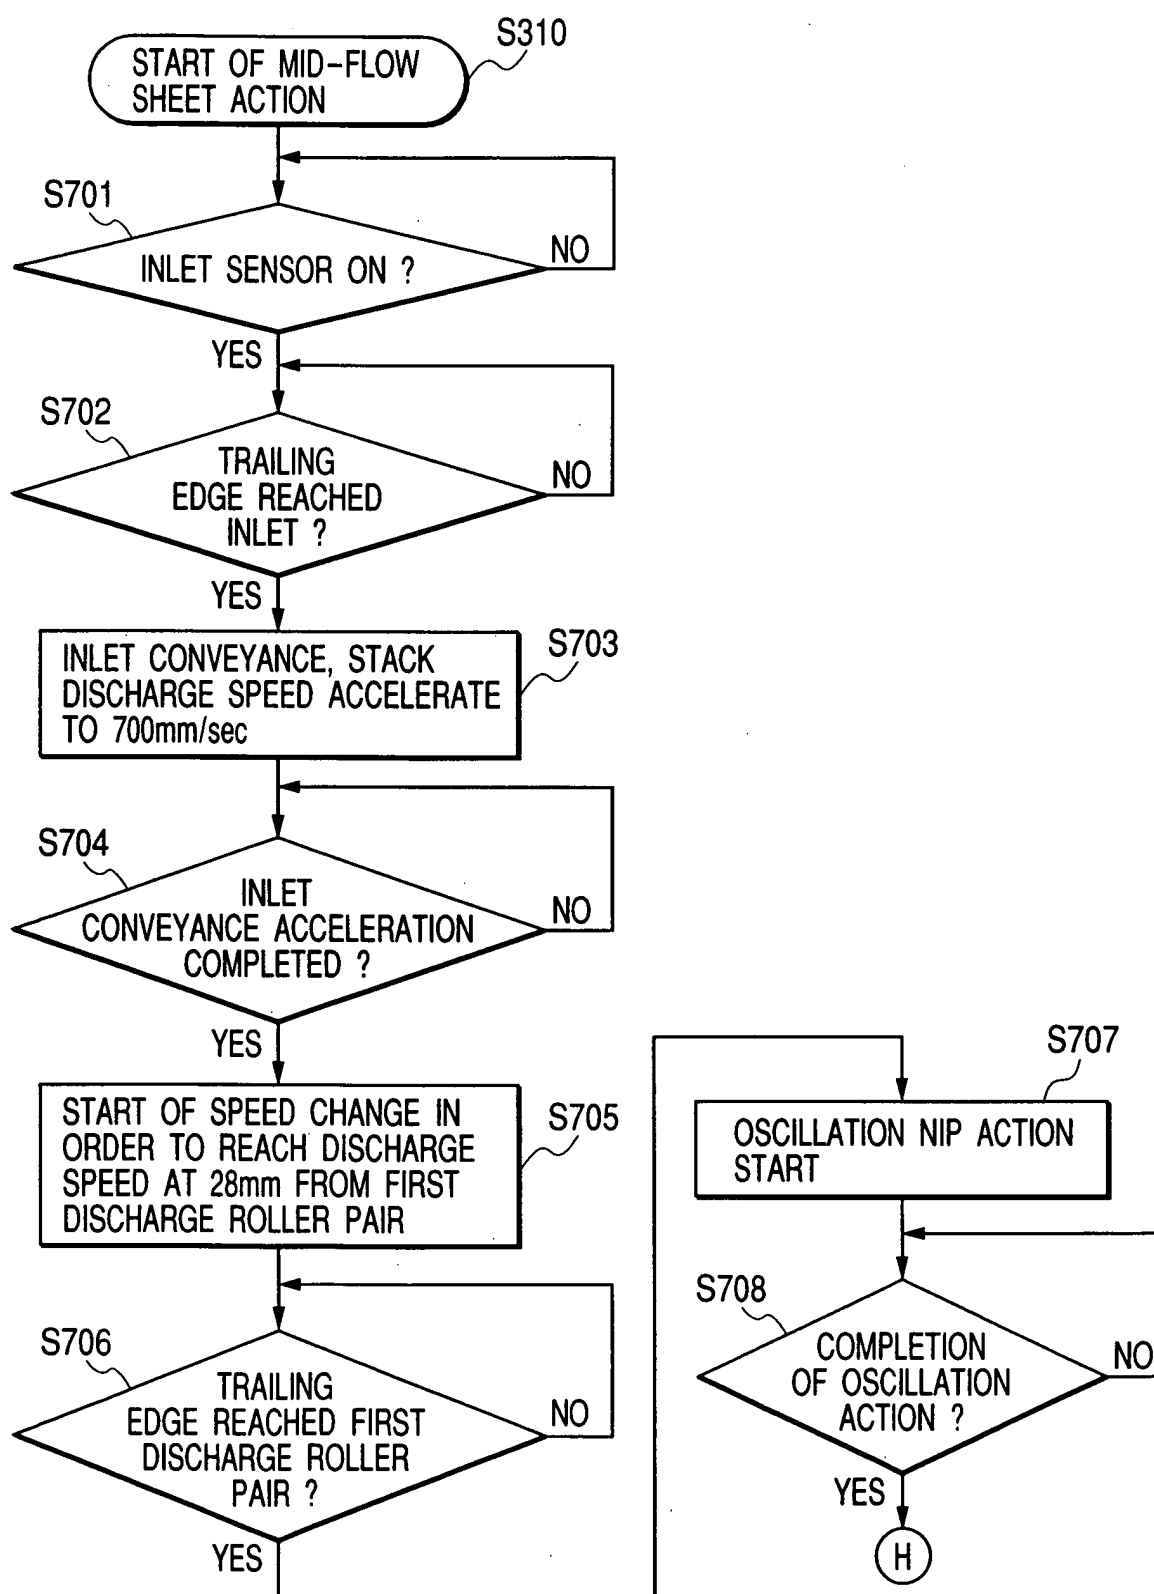 S310
START OF MID-FLOW
SHEET ACTION
S701
INLET SENSOR ON ?
NO
YES
S702
TRAILING
EDGE REACHED
INLET ?
NO
YES
S703
INLET CONVEYANCE, STACK
DISCHARGE SPEED ACCELERATE
TO 700mm/sec
S704
INLET
CONVEYANCE ACCELERATION
COMPLETED ?
NO
YES
S705
START OF SPEED CHANGE IN
ORDER TO REACH DISCHARGE
SPEED AT 28mm FROM FIRST
DISCHARGE ROLLER PAIR
S706
TRAILING
EDGE REACHED FIRST
DISCHARGE ROLLER
PAIR ?
NO
YES
S707
OSCILLATION NIP ACTION
START
S708
COMPLETION
OF OSCILLATION
ACTION ?
NO
YES
H